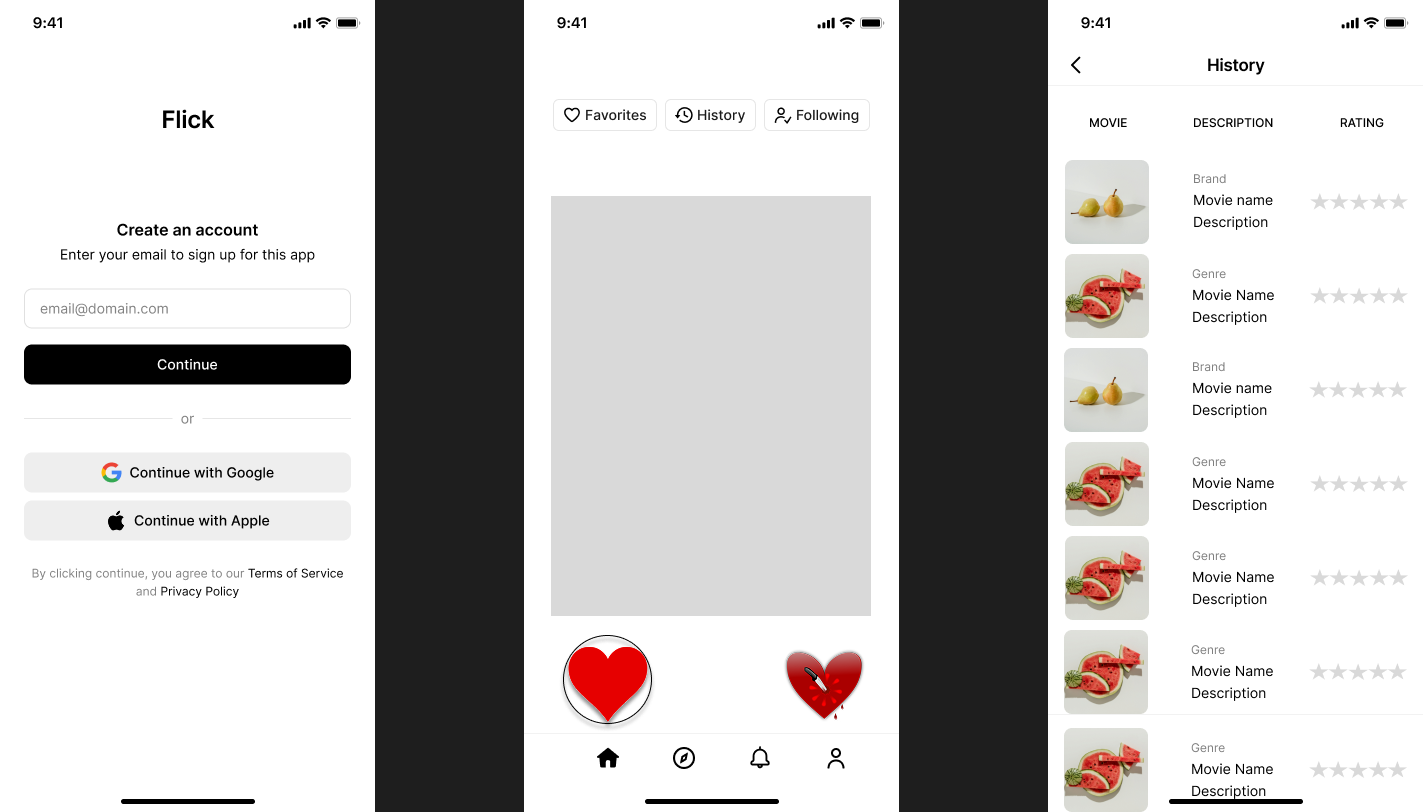 9:41
Flick
Create an account
Enter your email to sign up for this app
email@domain.com
Continue
or
Continue with Google
Continue with Apple
By clicking continue, you agree to our Terms of Service
and Privacy Policy
9:41
Favorites
History
Following
9:41
History
MOVIE DESCRIPTION RATING
Brand
Movie name
Description
Genre
Movie Name
Description
Brand
Movie name
Description
Genre
Movie Name
Description
Genre
Movie Name
Description
Genre
Movie Name
Description
Genre
Movie Name
Description